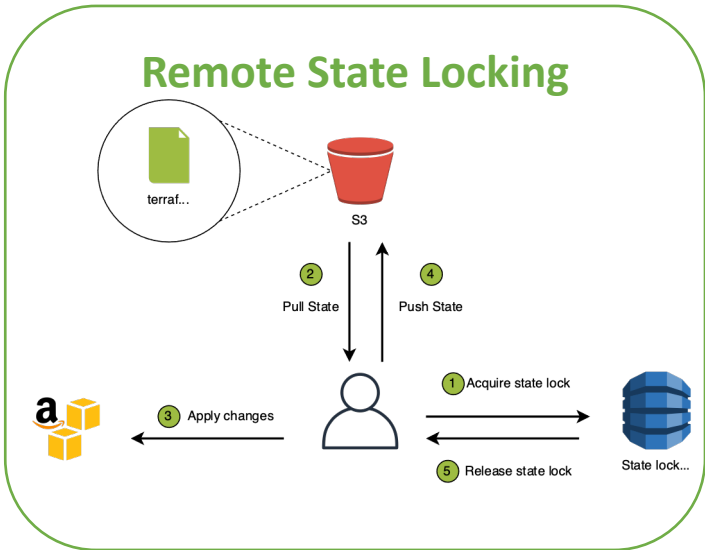 Remote State Locking
terraf...
S3
2
4
Pull State
Push State
1
Acquire state lock
a
3
Apply changes
5
Release state lock
State lock...